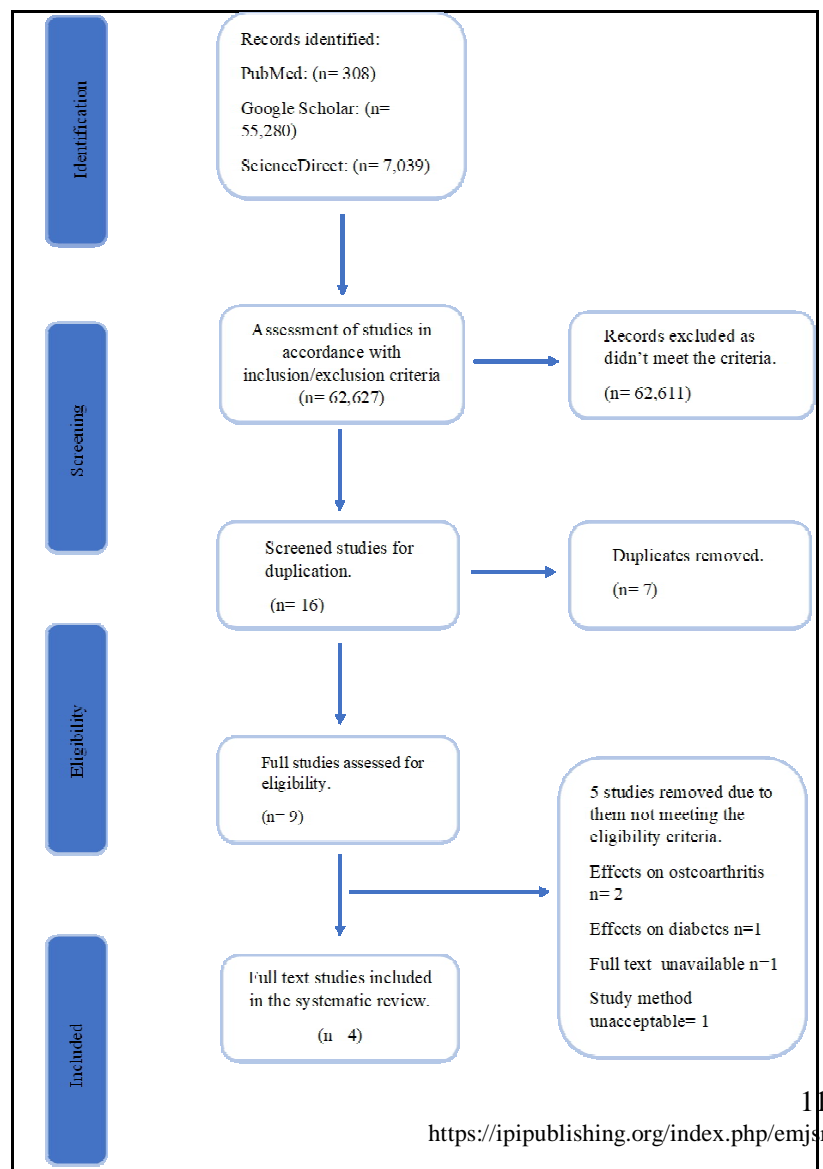 Identification
Records identified:
PubMed: (n= 308)
Google Scholar: (n=
55,280)
ScienceDirect: (n= 7,039)
Screening
Assessment of studies in
accordance with
inclusion/exclusion criteria
(n= 62,627)
Records excluded as
didn't meet the criteria.
(n= 62,611)
Screened studies for
duplication.
(n= 16)
Duplicates removed.
(n= 7)
Eligibility
Full studies assessed for
eligibility.
(n= 9)
5 studies removed due to
them not meeting the
eligibility criteria.
Effects on osteoarthritis
n= 2
Effects on diabetes n=1
Full text unavailable n=1
Study method
unacceptable= 1
Included
Full text studies included
in the systematic review.
(n= 4)
11
https://ipipublishing.org/index.php/emjs